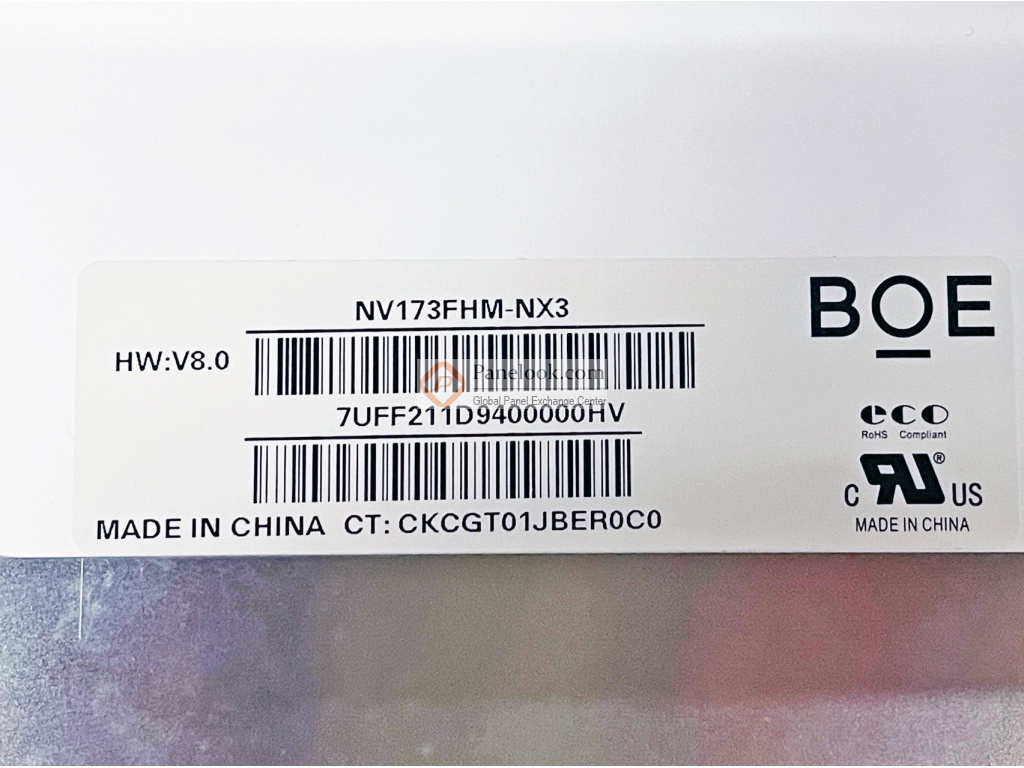 NV173FHM-NX3
BOE
HW:V8.0
Panelook.com
Global Panel Exchange Center
7UFF211D9400000HV
eco
RoHS Compliant
C RU ® US
MADE IN CHINA CT: CKCGT01JBER0C0
MADE IN CHINA